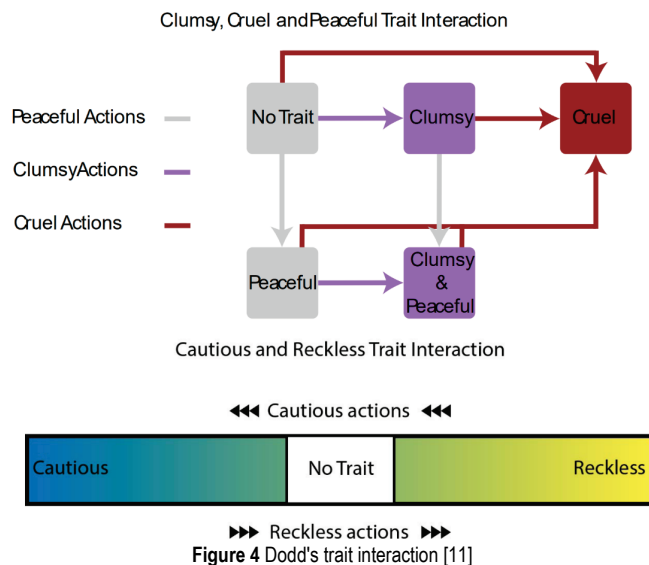 Clumsy, Cruel and Peaceful Trait Interaction
Peaceful Actions
No Trait
Clumsy
Cruel
ClumsyActions
Cruel Actions
Peaceful
Clumsy
&
Peaceful
Cautious and Reckless Trait Interaction
Cautious actions
Cautious
No Trait
Reckless
Reckless actions
Figure 4 Dodd's trait interaction [11]